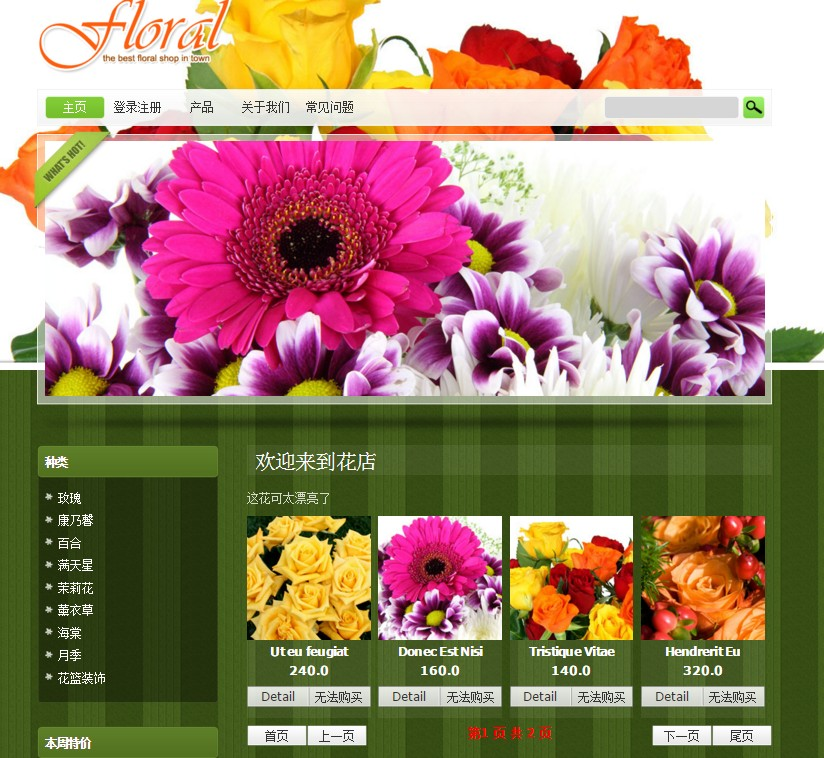 floral
the best floral shop in town
主页 登录注册 产品 关于我们 常见问题
WHAT'S HOT!
种类
玫瑰
康乃馨
百合
满天星
茉莉花
薰衣草
海棠
月季
花篮装饰
本周特价
欢迎来到花店
这花可太漂亮了
Ut eu feugiat Donec Est Nisi Tristique Vitae Hendrerit Eu
240.0 160.0 140.0 320.0
Detail 无法购买 Detail 无法购买 Detail 无法购买 Detail 无法购买
首页 上一页 第1 页 共 2 页 下一页 尾页